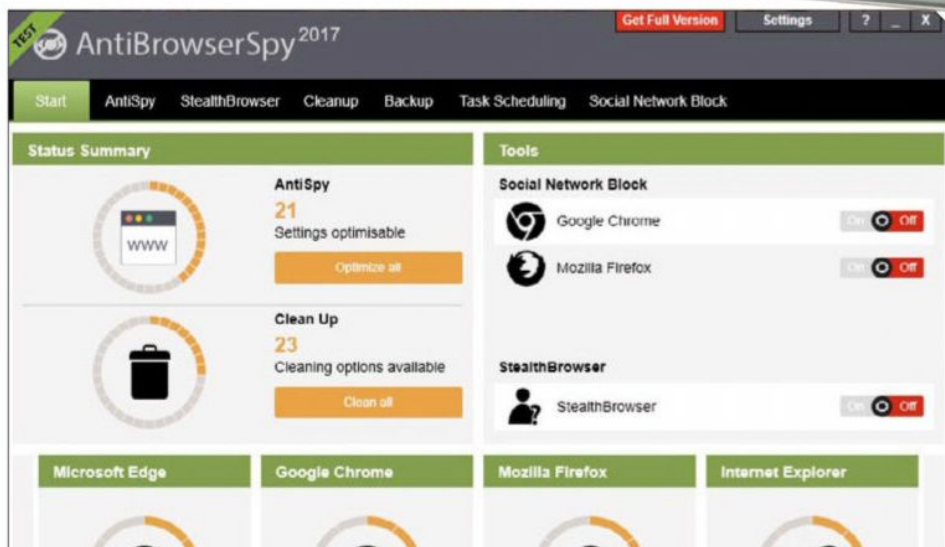 TEST
AntiBrowserSpy 2017
Get Full Version Settings ? _ X
Start AntiSpy StealthBrowser Cleanup Backup Task Scheduling Social Network Block
Status Summary
AntiSpy
21
Settings optimisable
Optimize all
www
Clean Up
23
Cleaning options available
Clean all
Tools
Social Network Block
Google Chrome On Off
Mozilla Firefox On Off
StealthBrowser
StealthBrowser On Off
Microsoft Edge Google Chrome Mozilla Firefox Internet Explorer